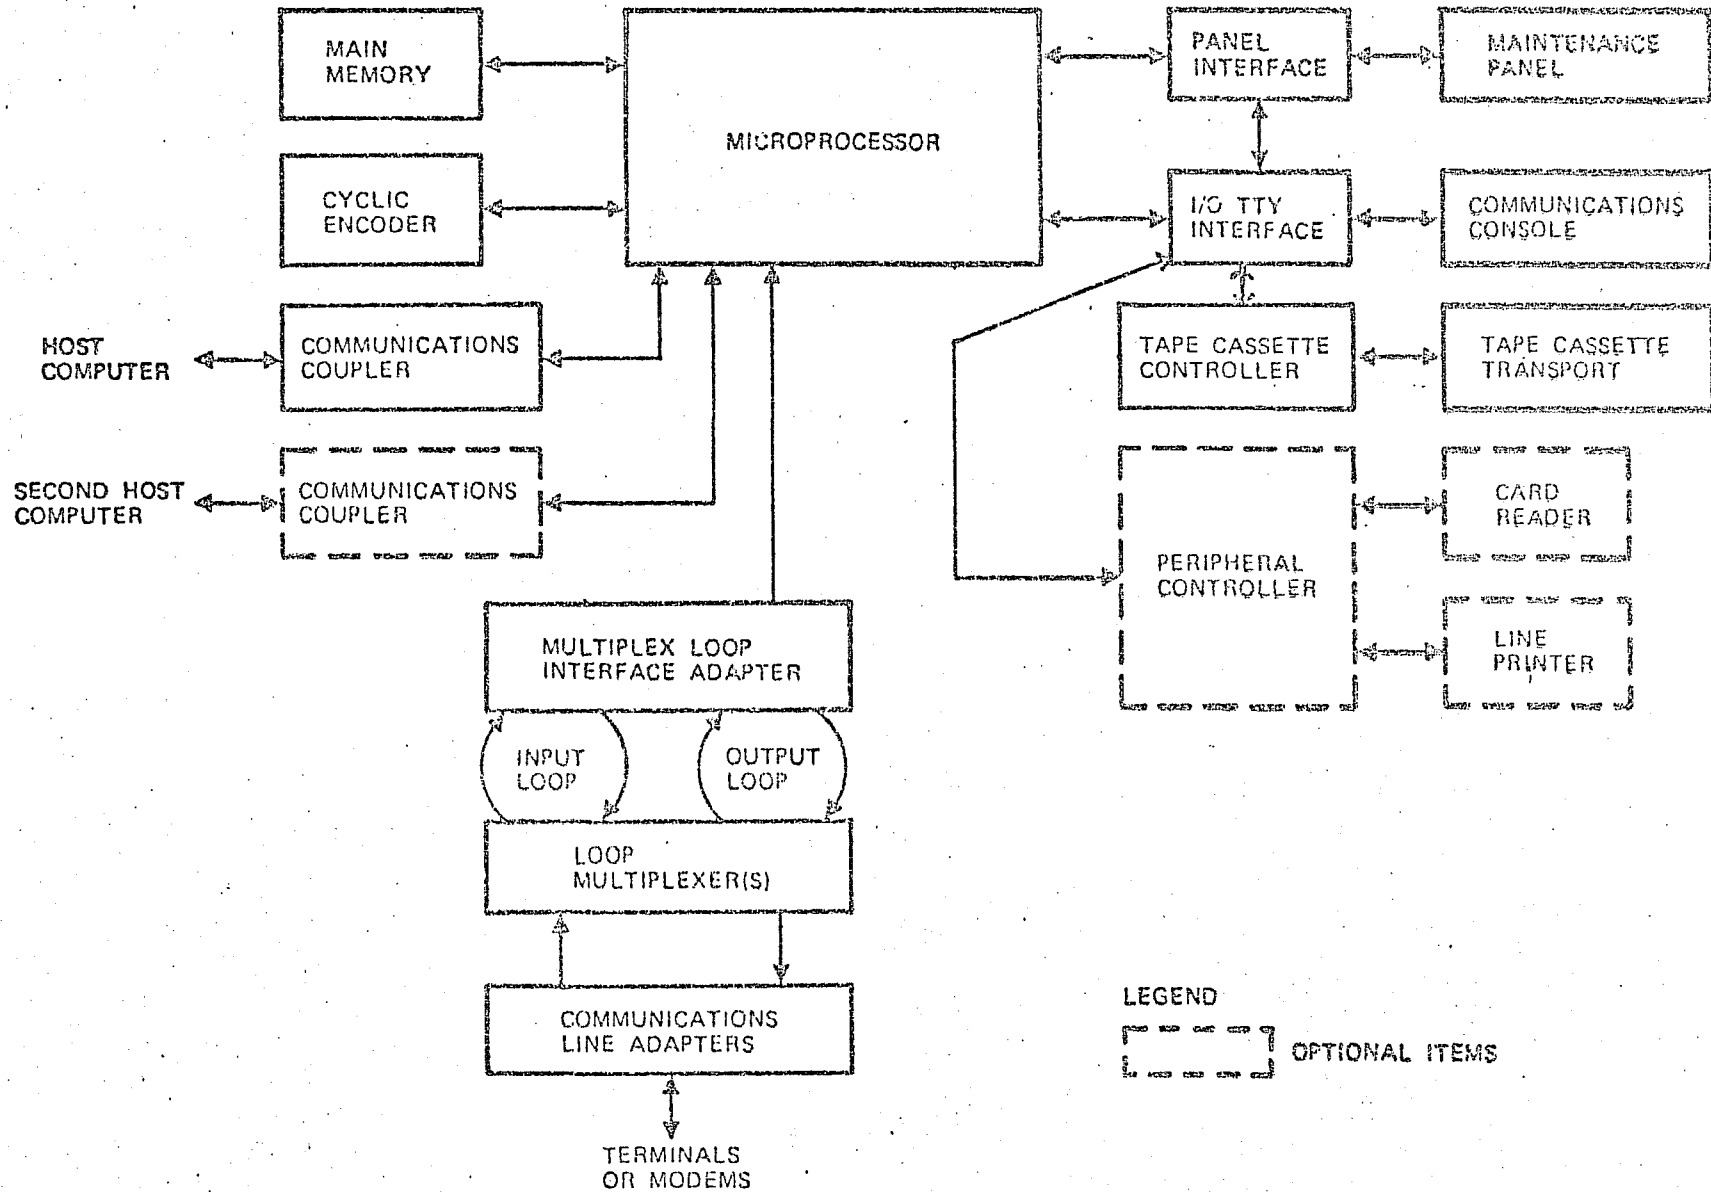 MAIN
MEMORY
MICROPROCESSOR
PANEL
INTERFACE
MAINTENANCE
PANEL
CYCLIC
ENCODER
I/O TTY
INTERFACE
COMMUNICATIONS
CONSOLE
HOST
COMPUTER
COMMUNICATIONS
COUPLER
TAPE CASSETTE
CONTROLLER
TAPE CASSETTE
TRANSPORT
SECOND HOST
COMPUTER
COMMUNICATIONS
COUPLER
PERIPHERAL
CONTROLLER
CARD
READER
LINE
PRINTER
MULTIPLEX LOOP
INTERFACE ADAPTER
INPUT
LOOP
OUTPUT
LOOP
LOOP
MULTIPLEXER(S)
COMMUNICATIONS
LINE ADAPTERS
TERMINALS
OR MODEMS
LEGEND
OPTIONAL ITEMS